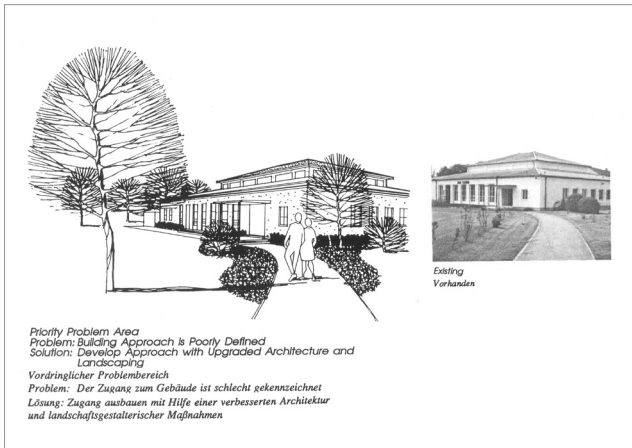 Existing
Vorhanden
Priority Problem Area
Problem: Building Approach is Poorly Defined
Solution: Develop Approach with Upgraded Architecture and
Landscaping
Vordringlicher Problembereich
Problem: Der Zugang zum Gebäude ist schlecht gekennzeichnet
Lösung: Zugang ausbauen mit Hilfe einer verbesserten Architektur
und landschaftsgestalterischer Maßnahmen